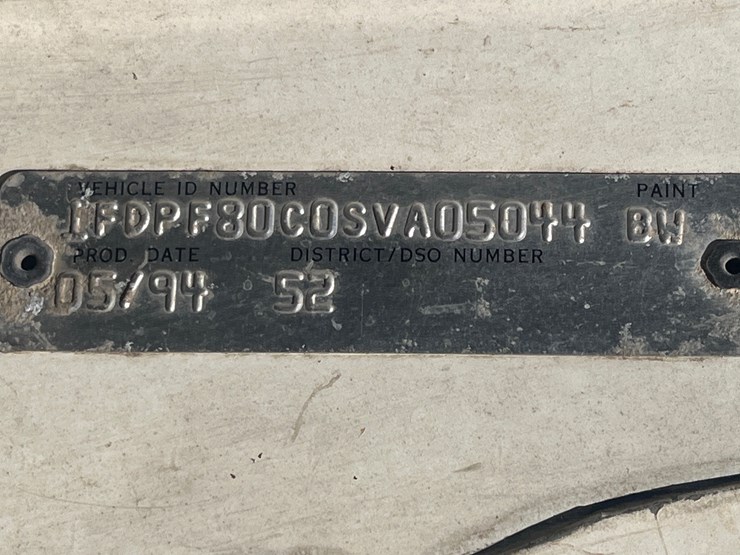 VEHICLE ID NUMBER PAINT
1FDPF80C0SVA05044 BW
PROD. DATE DISTRICT/DSO NUMBER
05/94 52